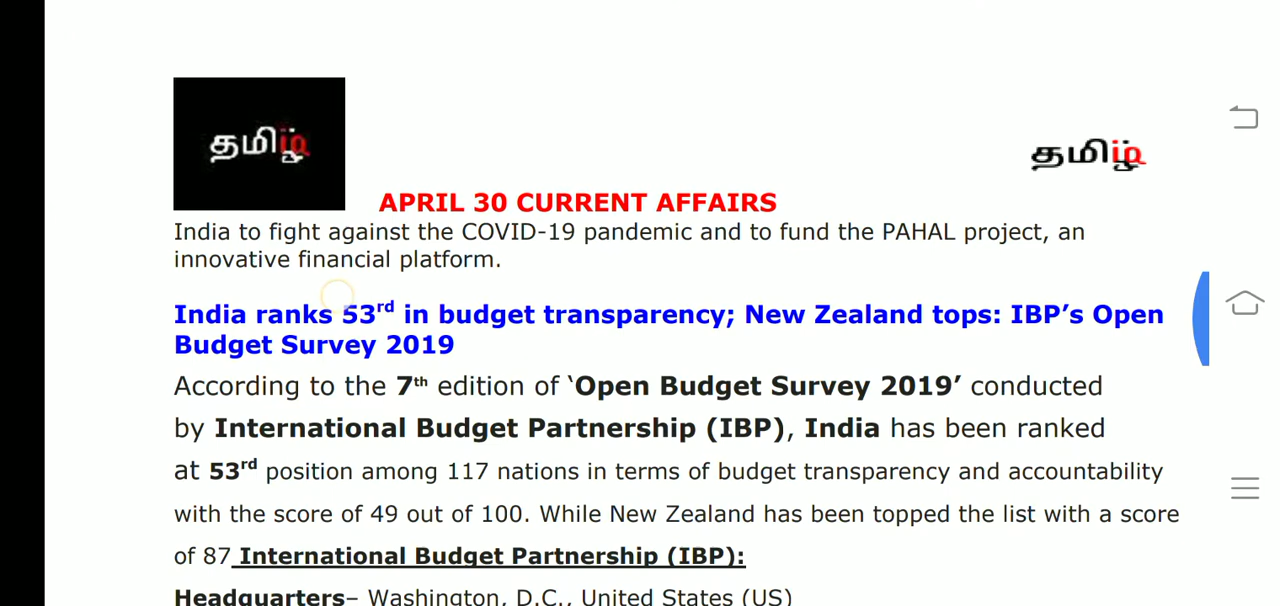 தமிழ்
தமிழ்
APRIL 30 CURRENT AFFAIRS
India to fight against the COVID-19 pandemic and to fund the PAHAL project, an
innovative financial platform.
India ranks 53rd in budget transparency; New Zealand tops: IBP’s Open
Budget Survey 2019
According to the 7th edition of ‘Open Budget Survey 2019’ conducted
by International Budget Partnership (IBP), India has been ranked
at 53rd position among 117 nations in terms of budget transparency and accountability
with the score of 49 out of 100. While New Zealand has been topped the list with a score
of 87 International Budget Partnership (IBP):
Headquarters– Washington, D.C., United States (US)